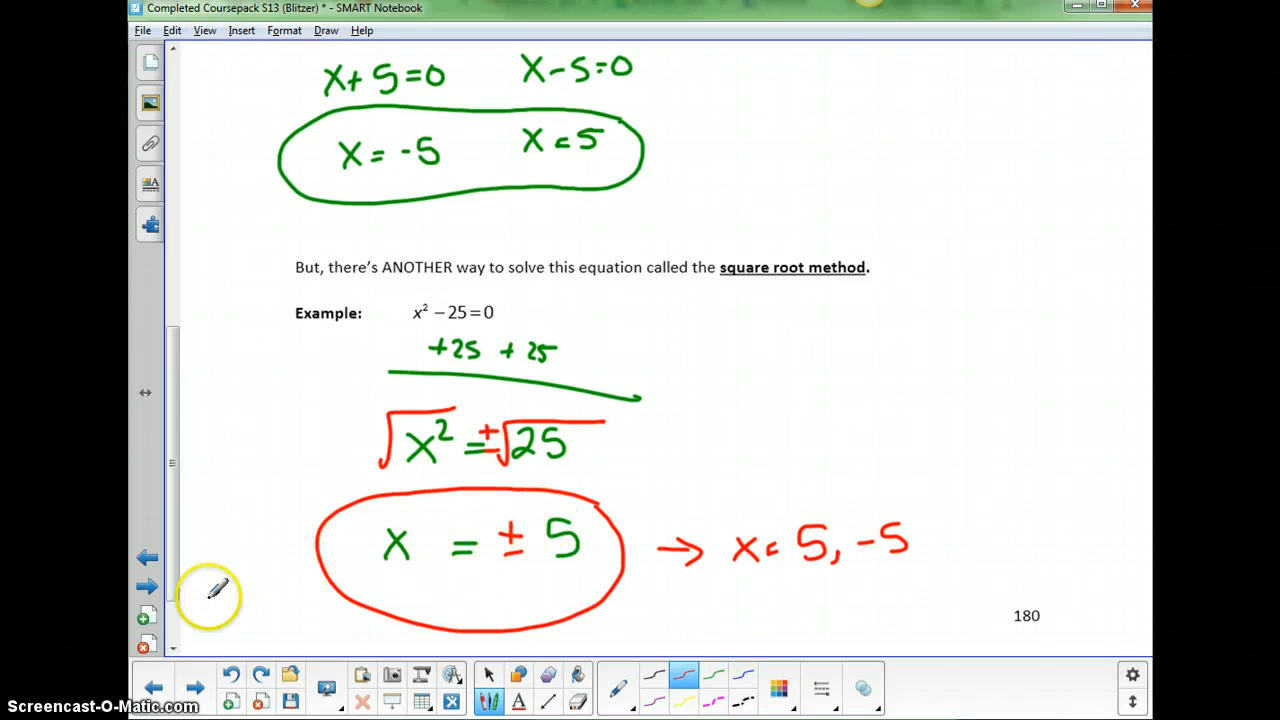 Completed Coursepack S13 (Blitzer) * - SMART Notebook
File Edit View Insert Format Draw Help
x+5=0 x-5=0
x=-5 x=5
But, there's ANOTHER way to solve this equation called the square root method.
Example: x² − 25 = 0
+25 +25
√x² = ±√25
x = ± 5 → x= 5, -5
180
Screencast-O-Matic.com